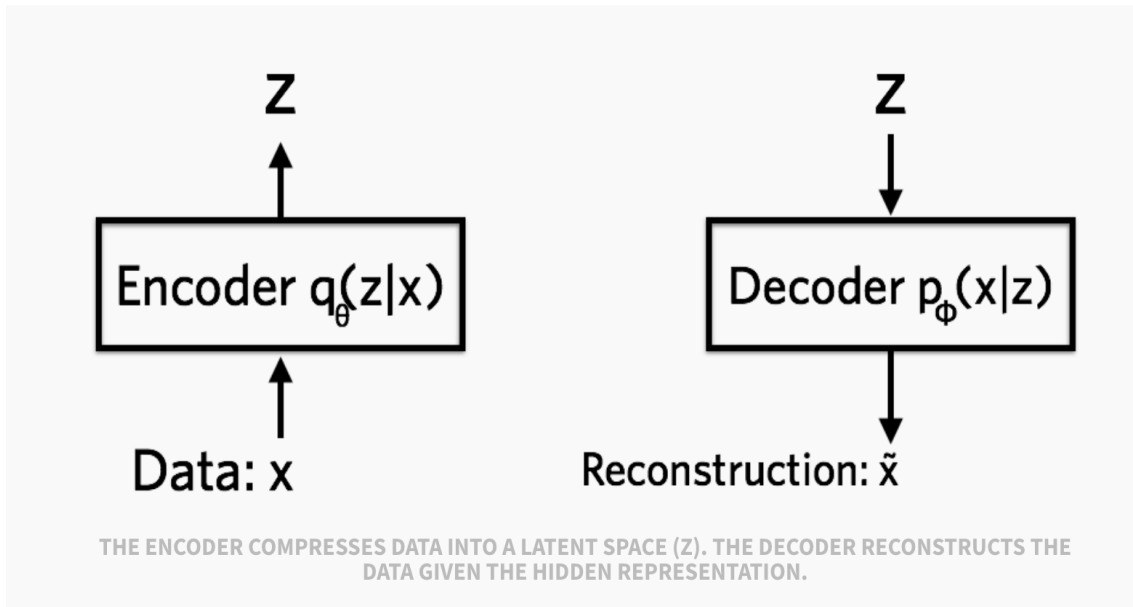 z
Encoder qθ(z|x)
Data: x
z
Decoder pϕ(x|z)
Reconstruction: x̃
THE ENCODER COMPRESSES DATA INTO A LATENT SPACE (Z). THE DECODER RECONSTRUCTS THE
DATA GIVEN THE HIDDEN REPRESENTATION.